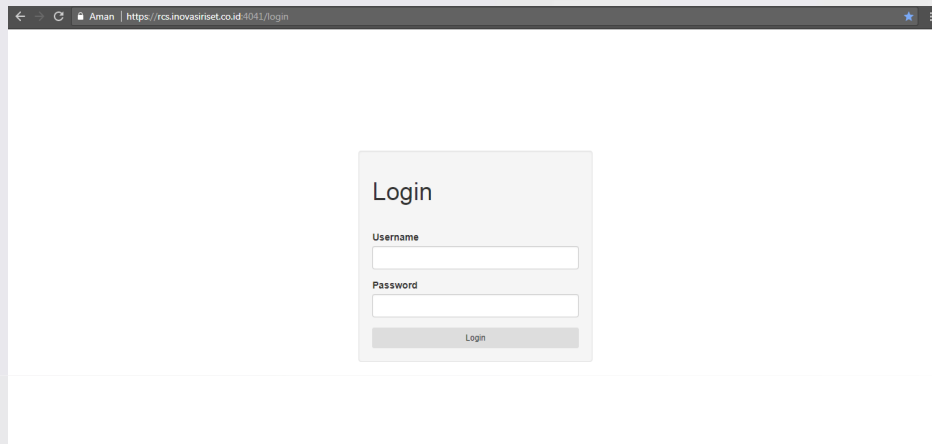 Aman | https://rcs.inovasiriset.co.id:4041/login
Login
Username
Password
Login